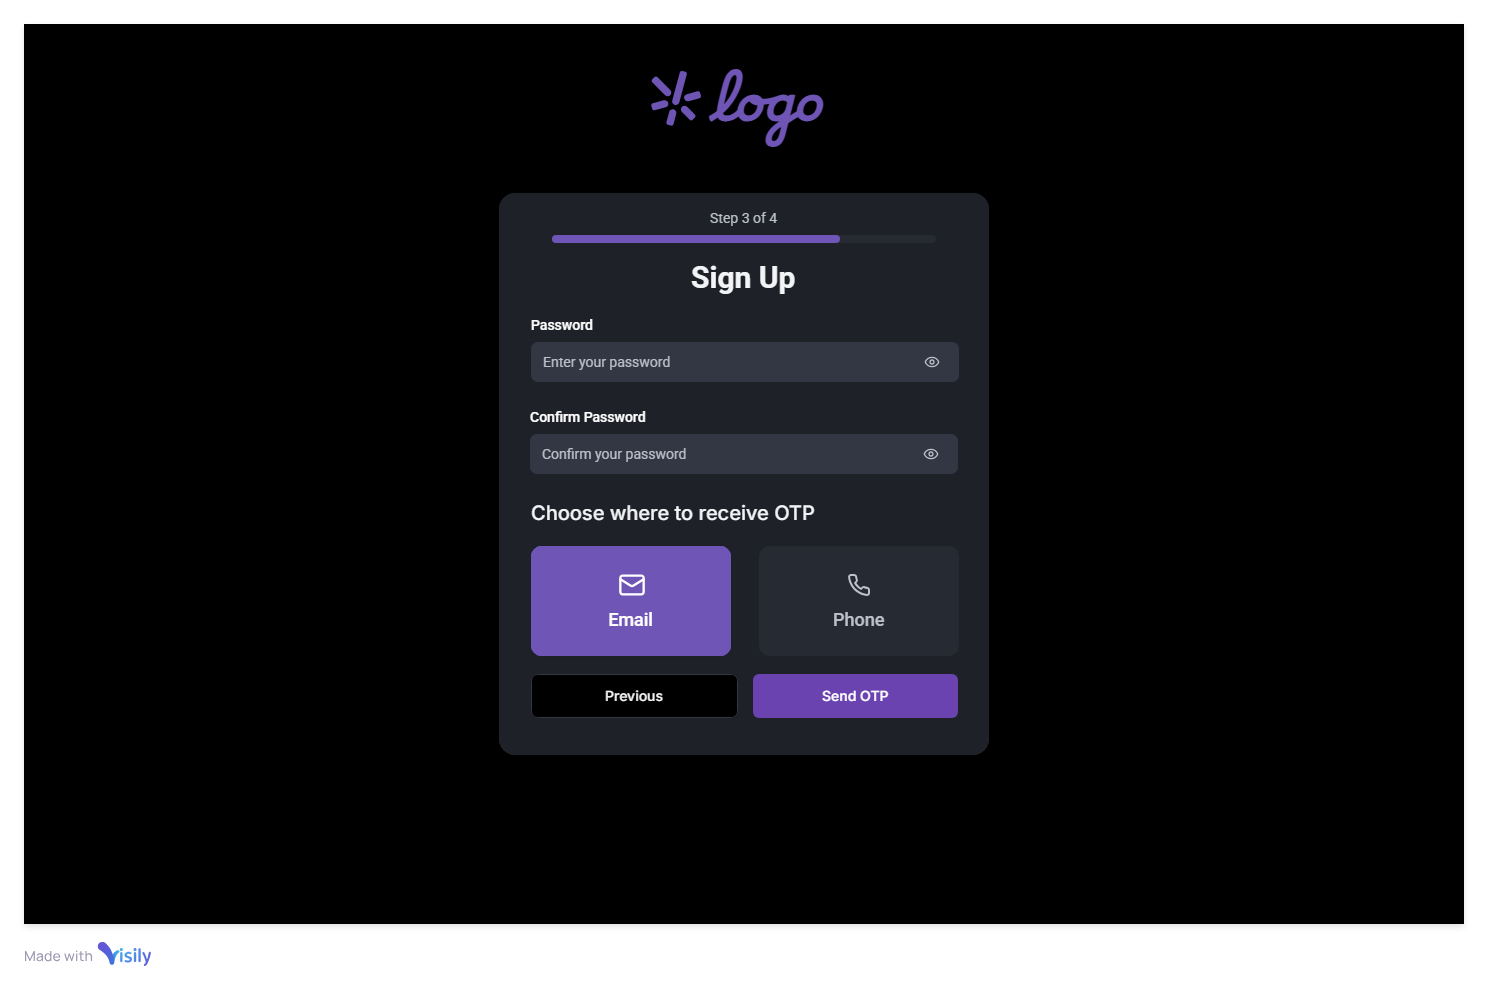 logo
Step 3 of 4
Sign Up
Password
Enter your password
Confirm Password
Confirm your password
Choose where to receive OTP
Email
Phone
Previous
Send OTP
Made with Visily